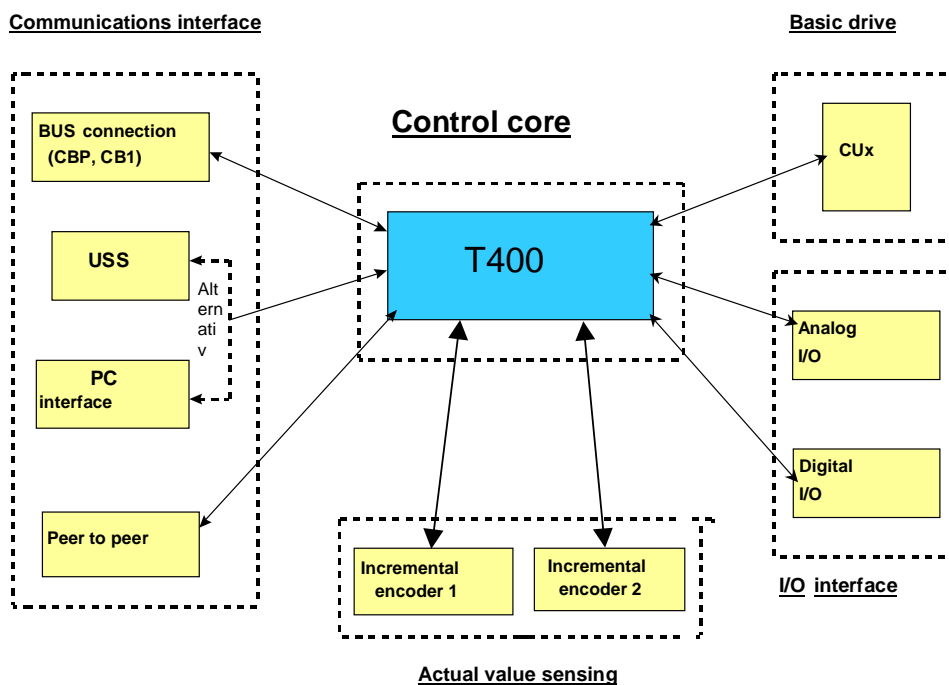 Communications interface
Basic drive
BUS connection
(CBP, CB1)
Control core
CUx
USS
T400
Alt
ern
ati
v
Analog
I/O
PC
interface
Digital
I/O
Peer to peer
Incremental
encoder 1
Incremental
encoder 2
I/O interface
Actual value sensing